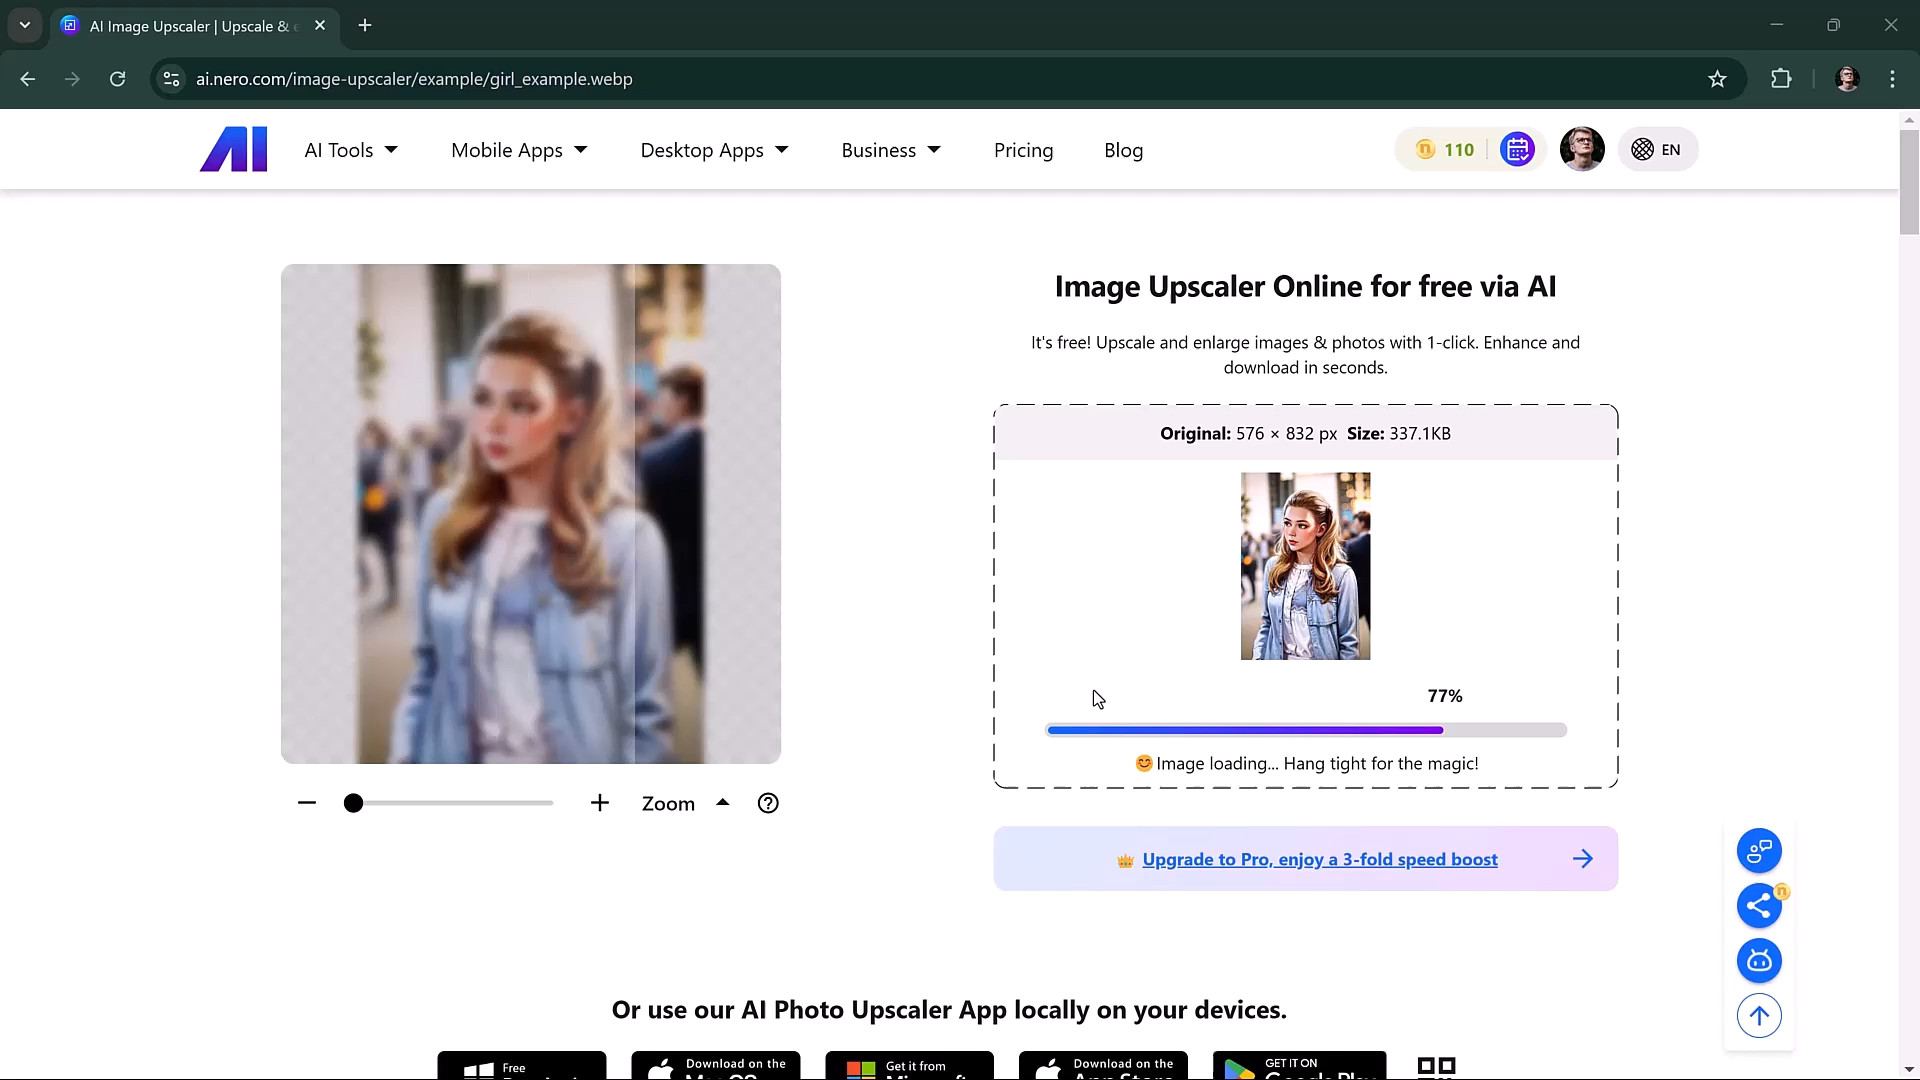 AI Image Upscaler | Upscale &
ai.nero.com/image-upscaler/example/girl_example.webp
AI
AI Tools
Mobile Apps
Desktop Apps
Business
Pricing
Blog
110
EN
Image Upscaler Online for free via AI
It's free! Upscale and enlarge images & photos with 1-click. Enhance and
download in seconds.
Original: 576 × 832 px Size: 337.1KB
77%
😊Image loading... Hang tight for the magic!
Zoom
Upgrade to Pro, enjoy a 3-fold speed boost
Or use our AI Photo Upscaler App locally on your devices.
Free
Download on the
Get it from
Download on the
GET IT ON